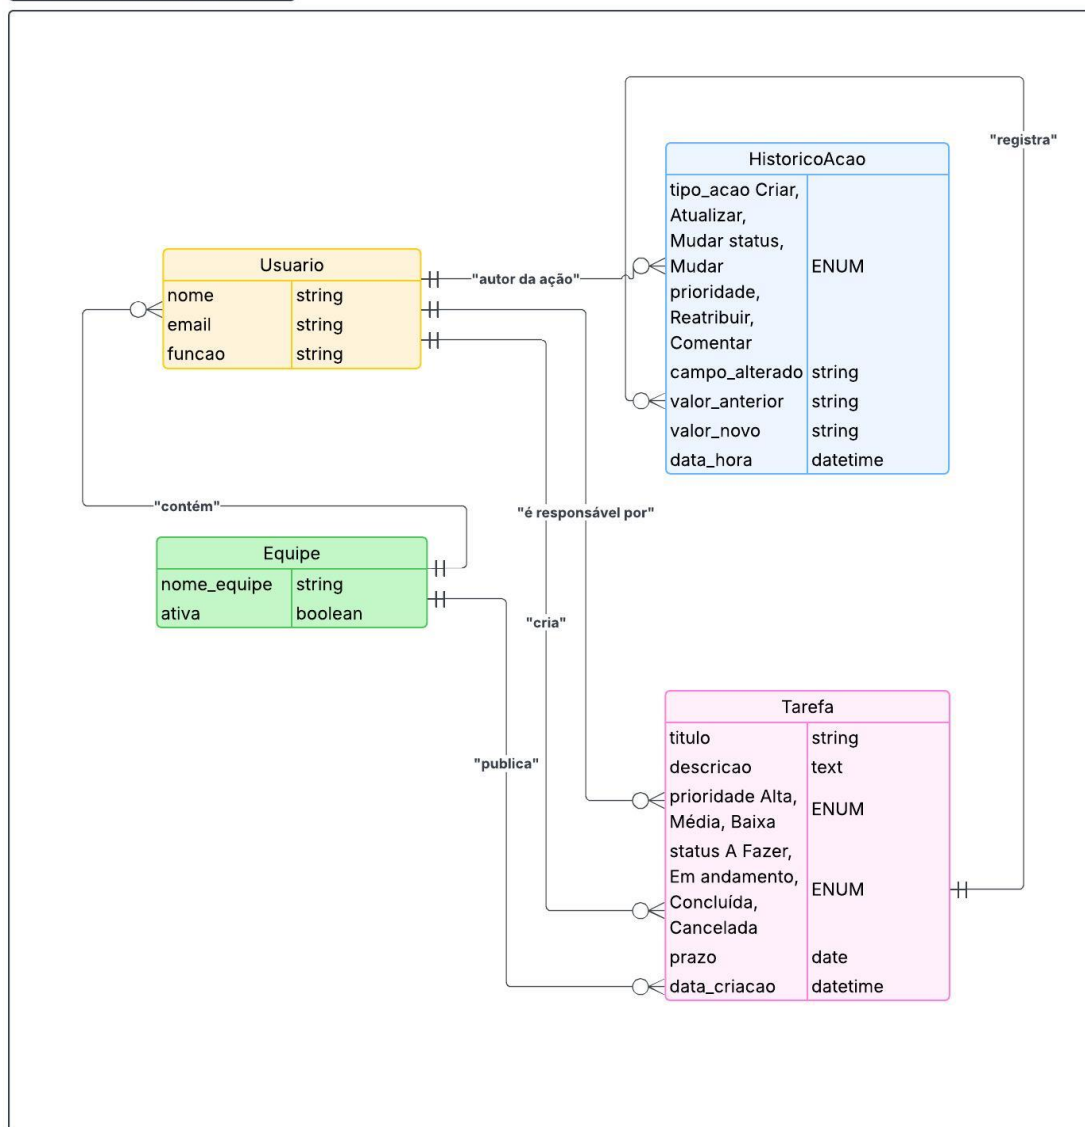 "registra"
HistoricoAcao
tipo_acao Criar,
Atualizar,
Mudar status,
Mudar
prioridade,
Reatribuir,
Comentar
ENUM
campo_alterado string
valor_anterior string
valor_novo string
data_hora datetime
Usuario
nome string
email string
funcao string
"autor da ação"
"contém"
"é responsável por"
Equipe
nome_equipe string
ativa boolean
"cria"
"publica"
Tarefa
titulo string
descricao text
prioridade Alta,
Média, Baixa
ENUM
status A Fazer,
Em andamento,
Concluída,
Cancelada
ENUM
prazo date
data_criacao datetime